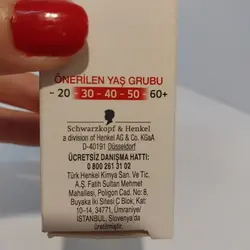 ÖNERİLEN YAŞ GRUBU
- 20 - 30 - 40 - 50 - 60+
Schwarzkopf & Henkel
a division of Henkel AG & Co. KGaA
D-40191 Düsseldorf
ÜCRETSİZ DANIŞMA HATTI:
0 800 261 31 02
Türk Henkel Kimya San. Ve Tic.
A.Ş. Fatih Sultan Mehmet
Mahallesi, Poligon Cad. No: 8,
Buyaka İki Sitesi Ç Blok, Kat:
10-14, 34771, Ümraniye/
İSTANBUL, Slovenya'da
üretilmiştir.